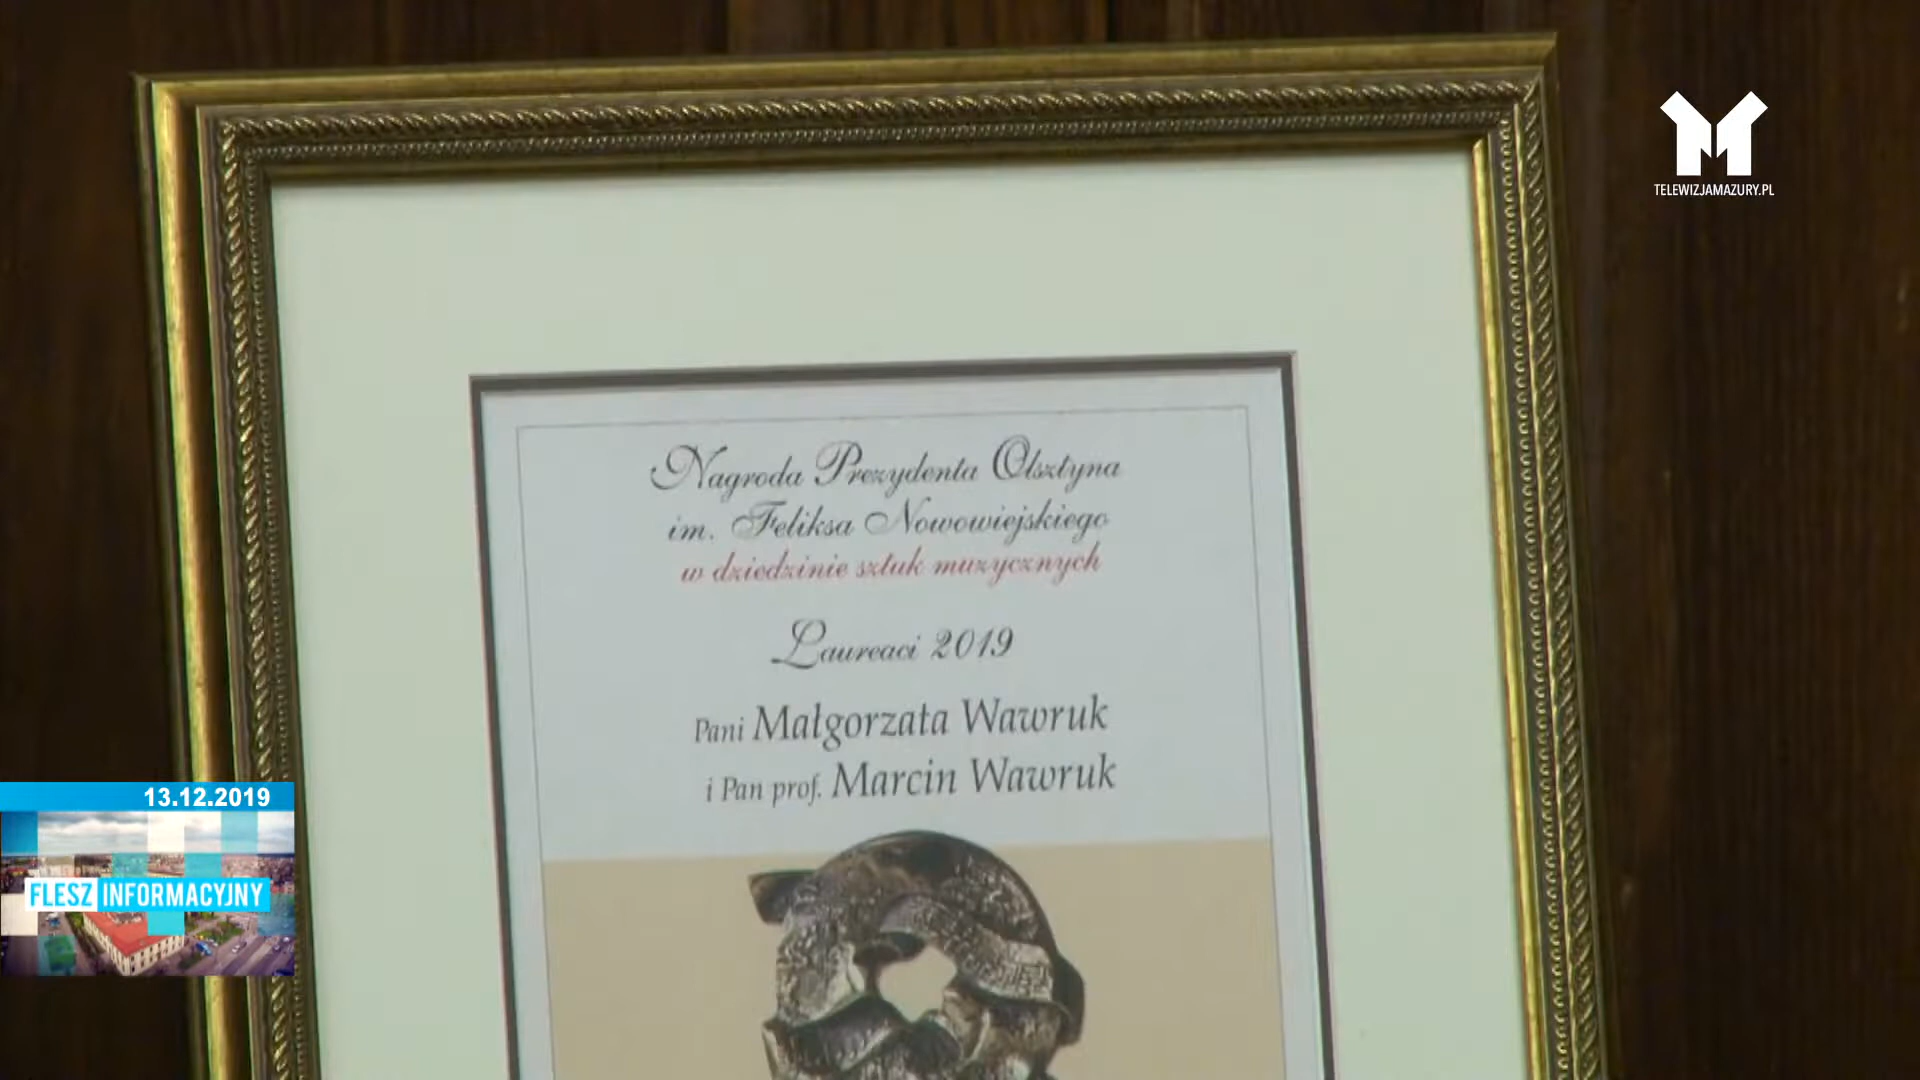 TELEWIZJAMAZURY.PL
Nagroda Prezydenta Olsztyna
im. Feliksa Nowowiejskiego
w dziedzinie sztuk muzycznych
Laureaci 2019
Pani Małgorzata Wawruk
i Pan prof. Marcin Wawruk
13.12.2019
FLESZ INFORMACYJNY